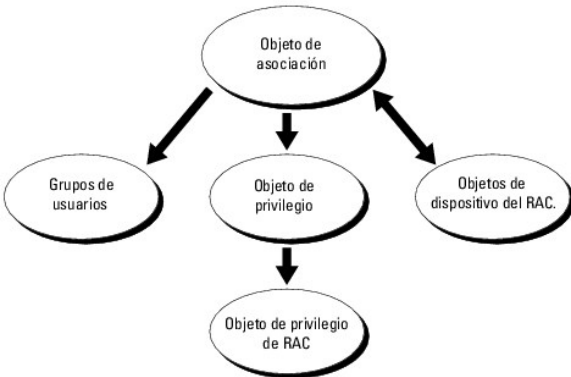 Objeto de
asociación
Grupos de
usuarios
Objeto de
privilegio
Objetos de
dispositivo del RAC.
Objeto de privilegio
de RAC